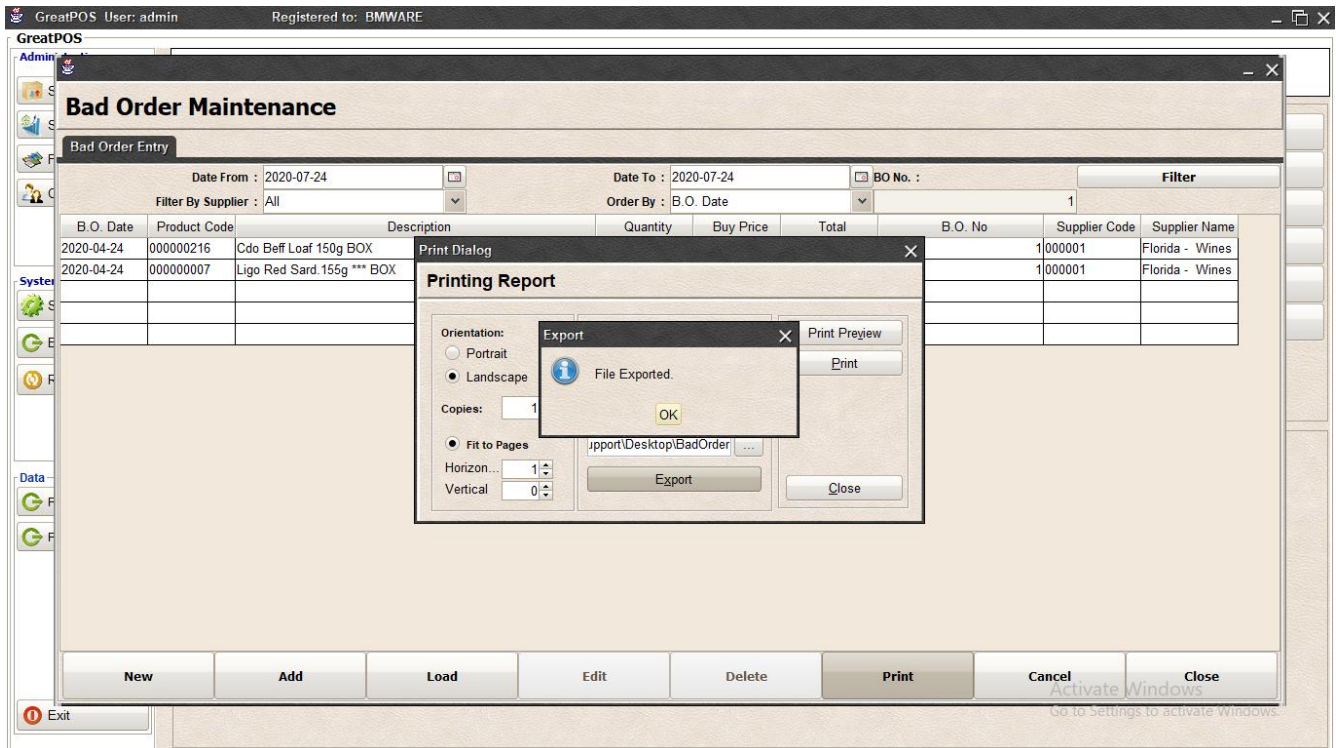 GreatPOS User: admin Registered to: BMWARE
GreatPOS
Admin
Bad Order Maintenance
Bad Order Entry
Date From : 2020-07-24 Date To : 2020-07-24 BO No. : Filter
Filter By Supplier : All Order By : B.O. Date 1
B.O. Date Product Code Description Quantity Buy Price Total B.O. No Supplier Code Supplier Name
2020-04-24 000000216 Cdo Beff Loaf 150g BOX 1 000001 Florida - Wines
2020-04-24 000000007 Ligo Red Sard.155g *** BOX 1 000001 Florida - Wines
Print Dialog
Printing Report
Orientation:
Portrait
Landscape
Copies: 1
Fit to Pages
Horizon... 1
Vertical 0
Export
File Exported.
OK
pport\Desktop\BadOrder ...
Export
Print Preview
Print
Close
System
Data
New Add Load Edit Delete Print Cancel Close
Activate Windows
Go to Settings to activate Windows.
Exit